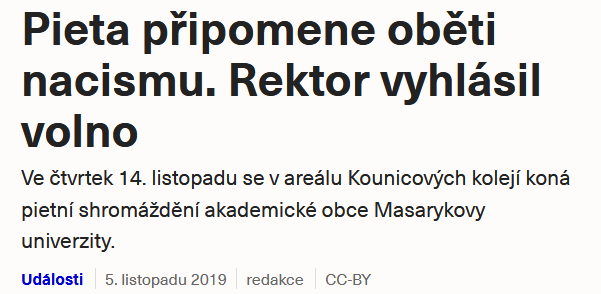 Pieta připomene oběti
nacismu. Rektor vyhlásil
volno
Ve čtvrtek 14. listopadu se v areálu Kounicových kolejí koná
pietní shromáždění akademické obce Masarykovy
univerzity.
Události 5. listopadu 2019 redakce CC-BY